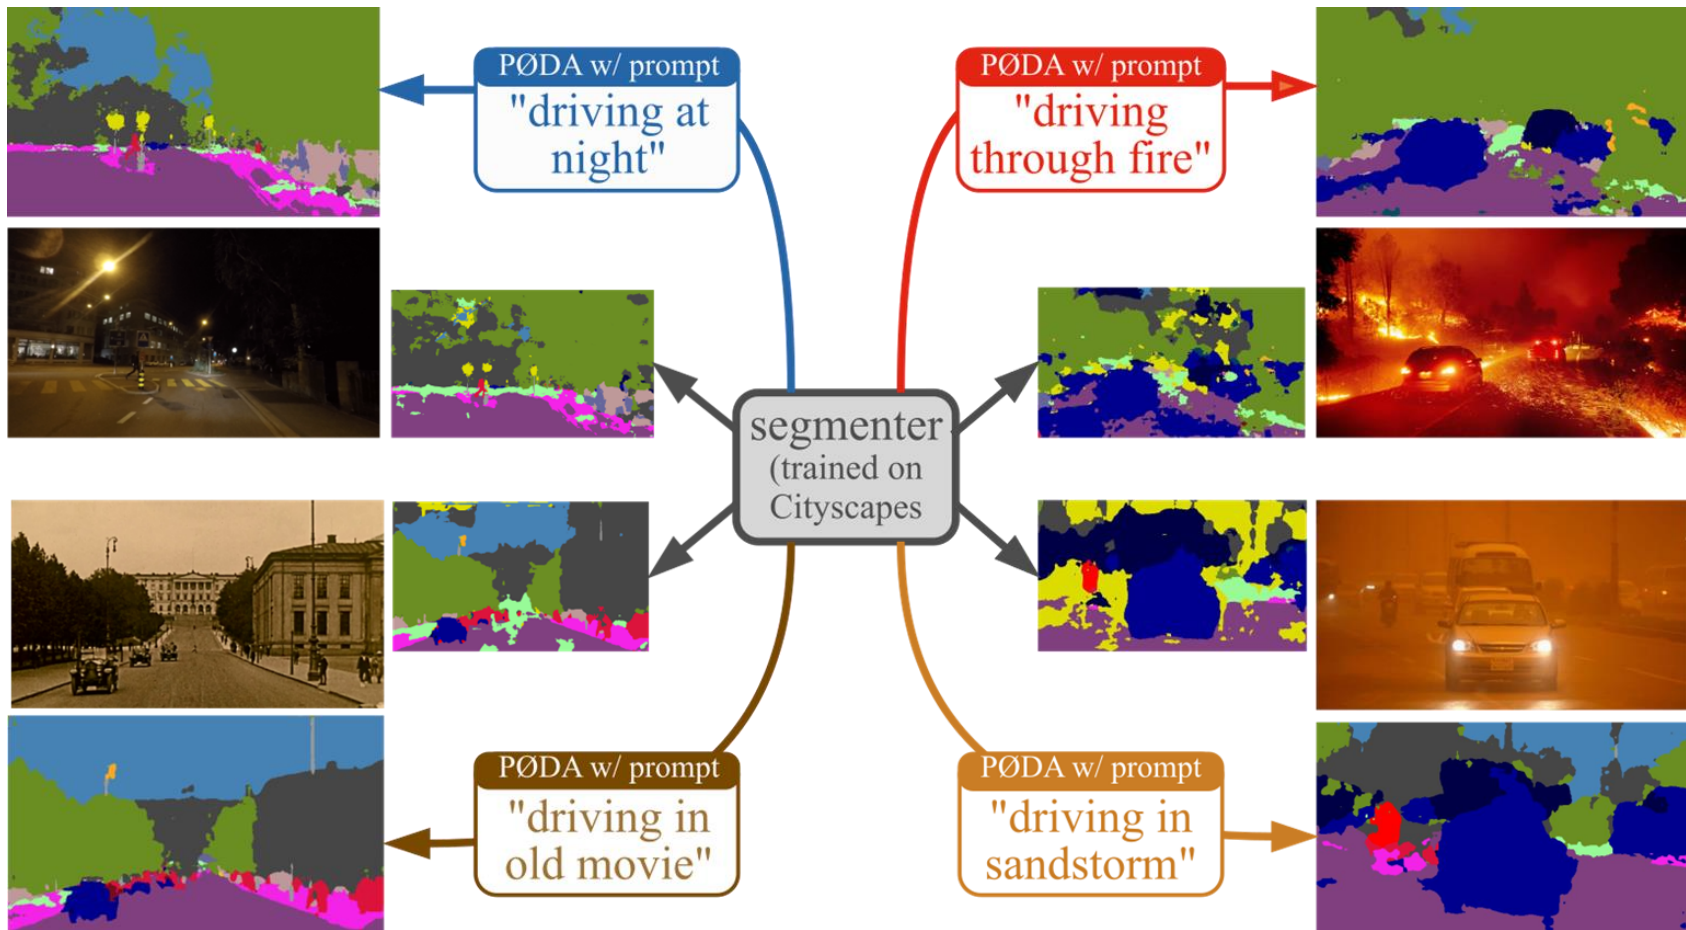 PØDA w/ prompt
"driving at
night"
PØDA w/ prompt
"driving
through fire"
segmenter
(trained on
Cityscapes
PØDA w/ prompt
"driving in
old movie"
PØDA w/ prompt
"driving in
sandstorm"